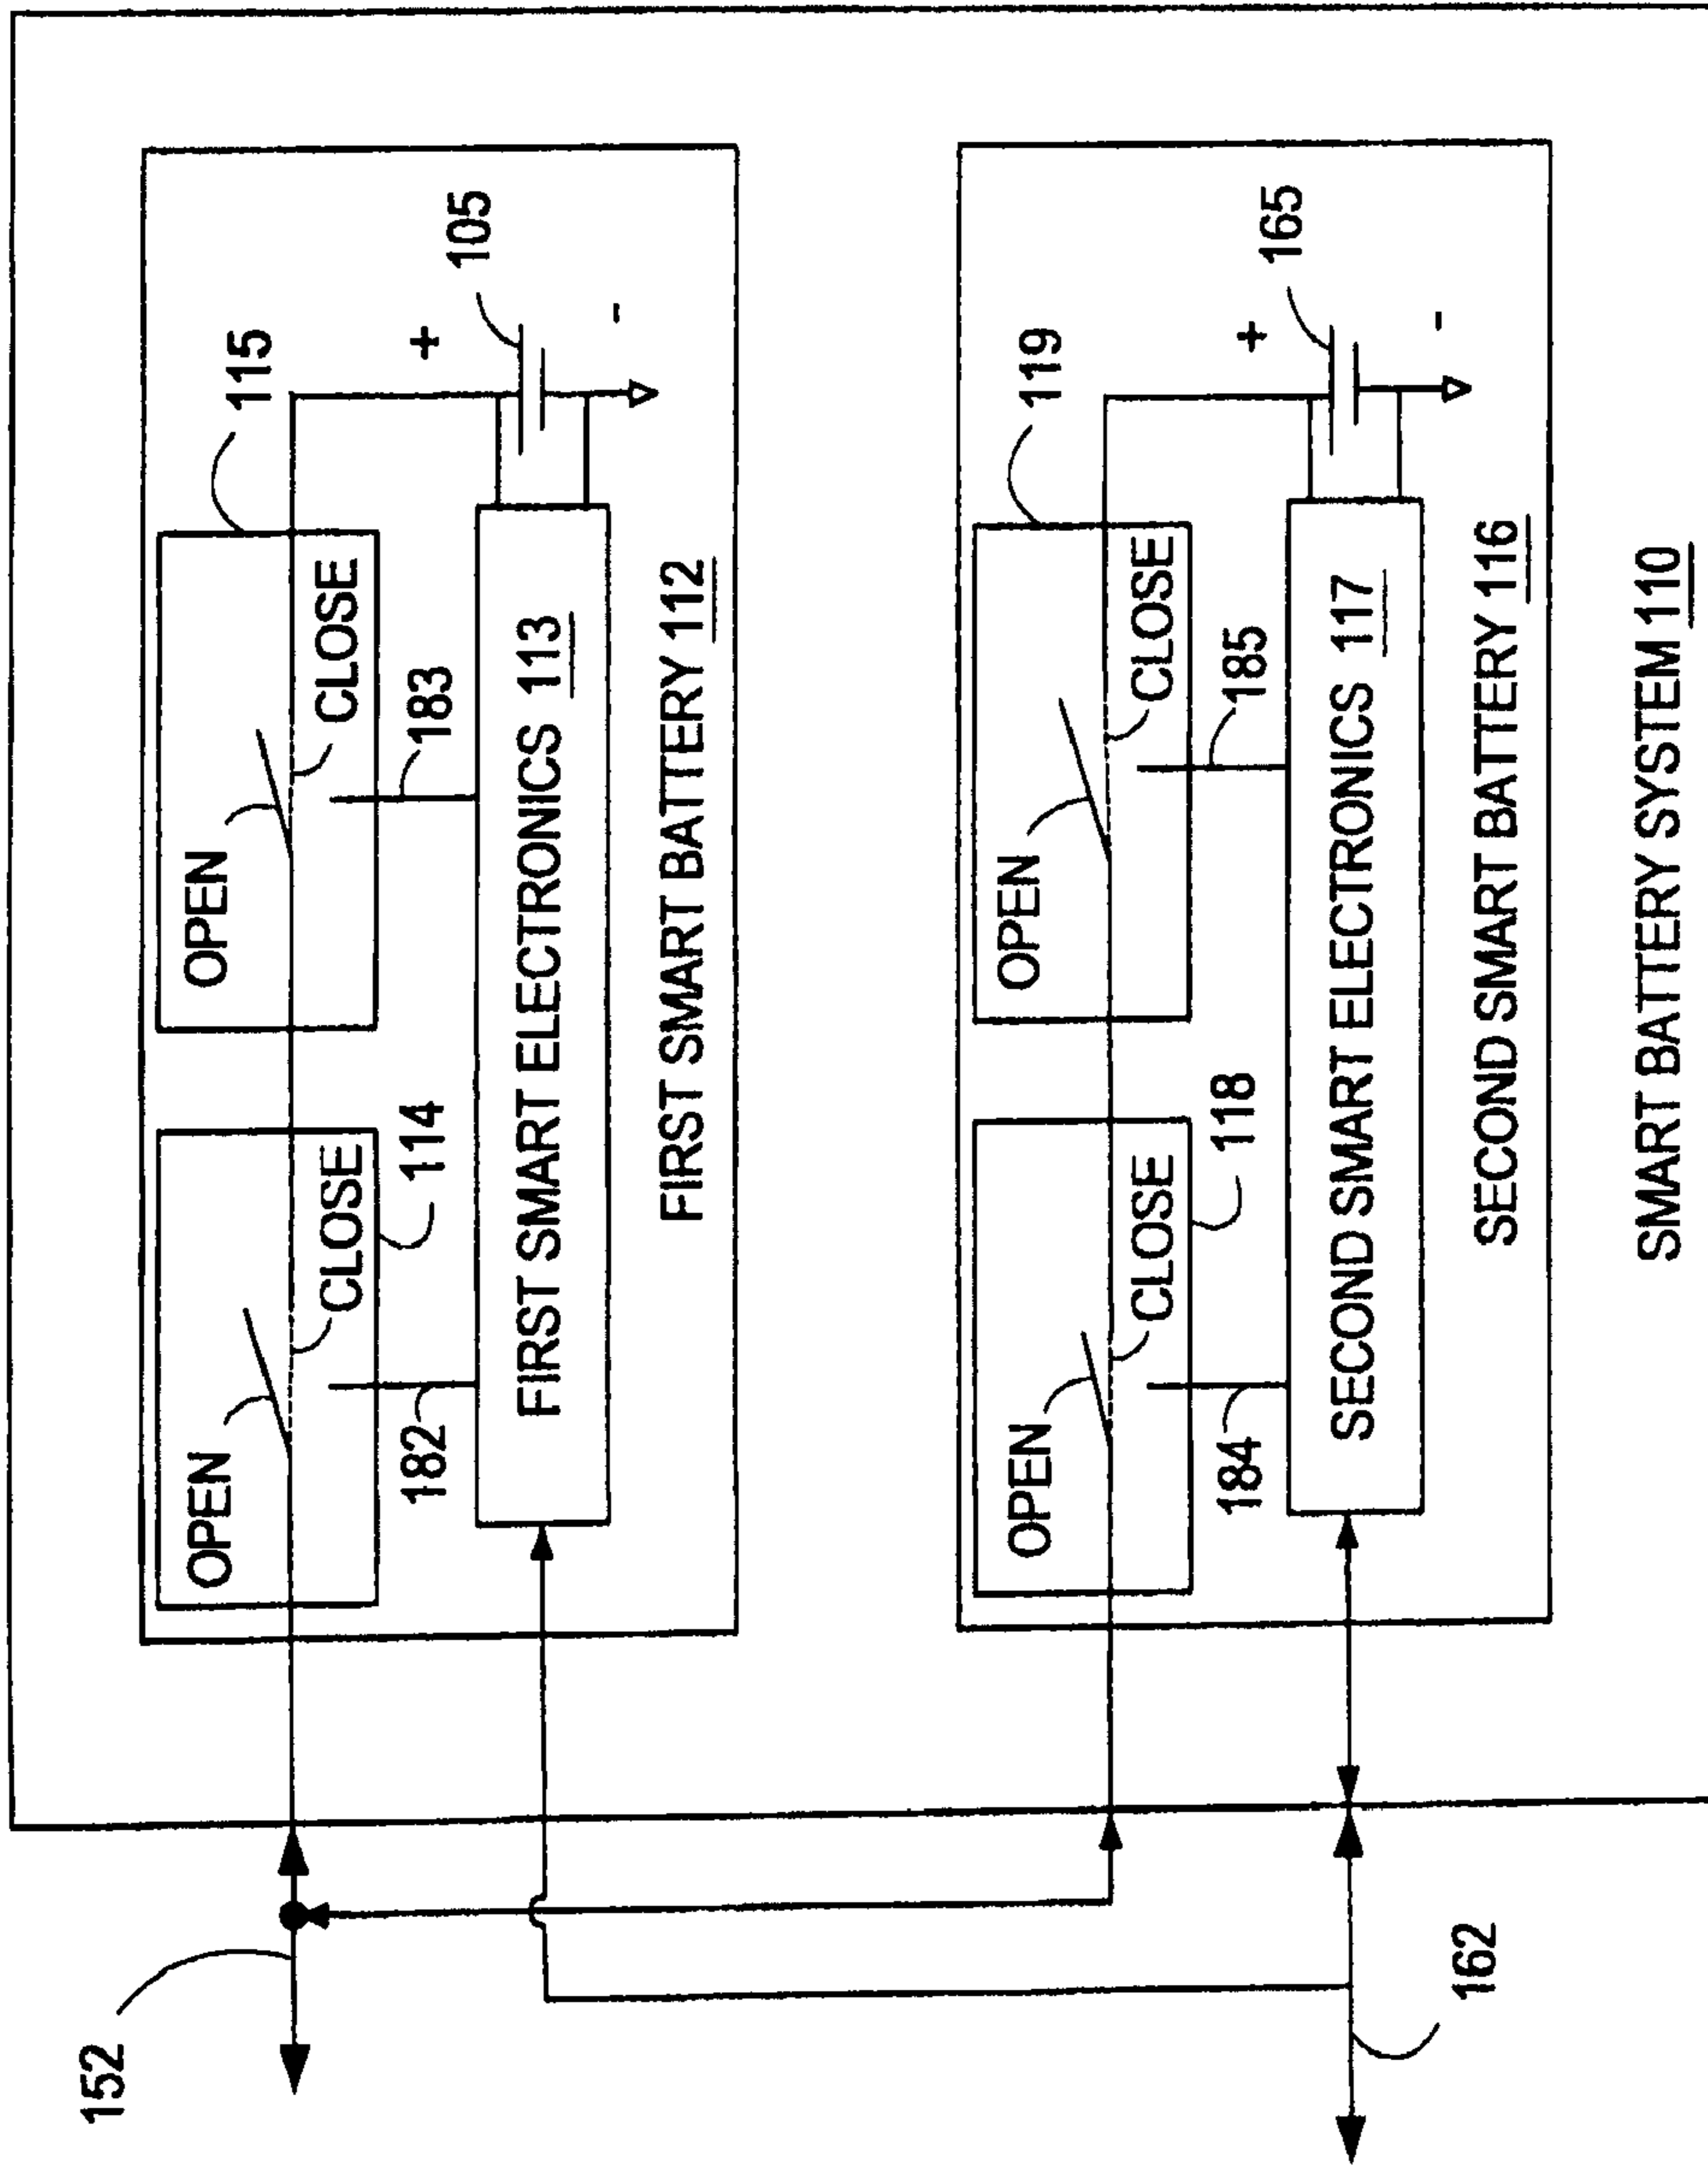 152
OPEN
CLOSE
114
182
OPEN
CLOSE
115
183
+
105
-
FIRST SMART ELECTRONICS 113
FIRST SMART BATTERY 112
OPEN
CLOSE
118
184
OPEN
CLOSE
119
185
+
165
-
SECOND SMART ELECTRONICS 117
SECOND SMART BATTERY 116
162
SMART BATTERY SYSTEM 110